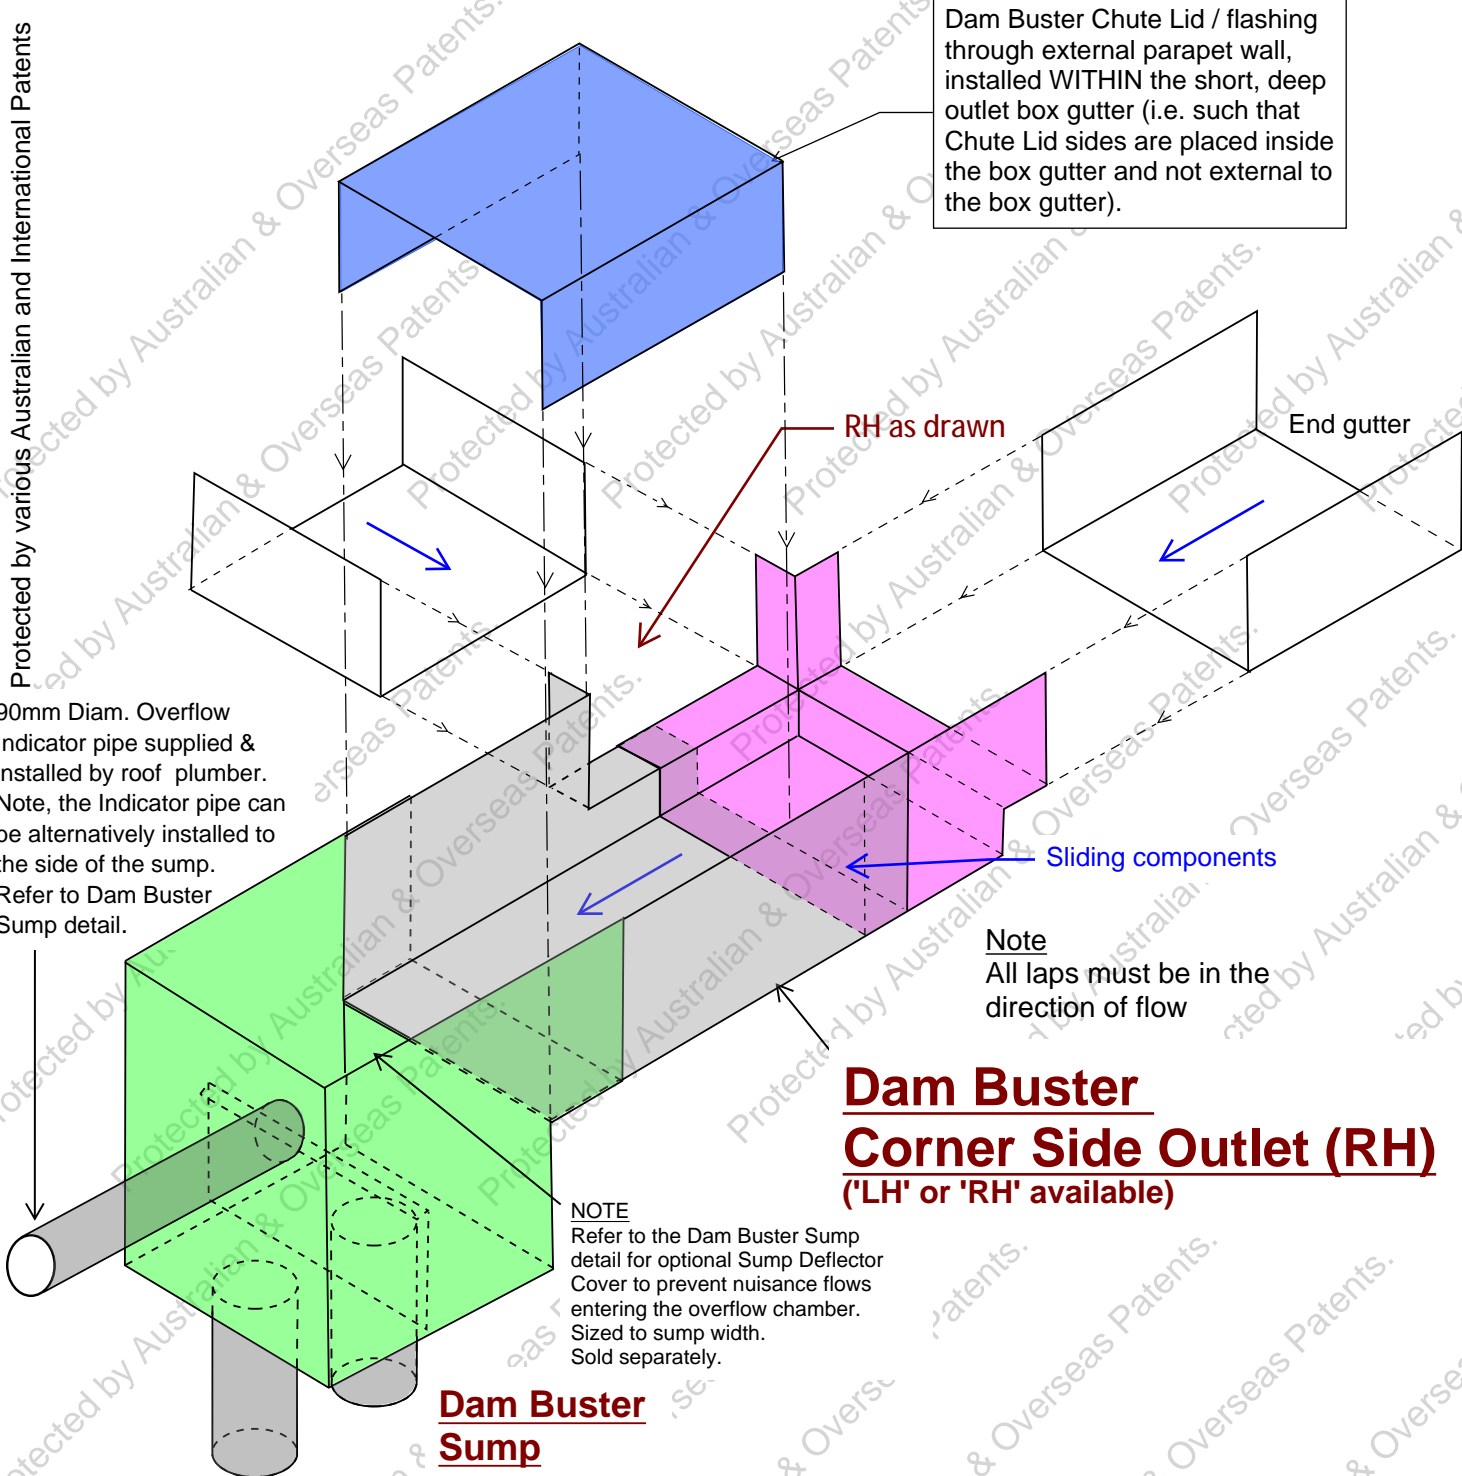 Protected by various Australian and International Patents
Dam Buster Chute Lid / flashing
through external parapet wall,
installed WITHIN the short, deep
outlet box gutter (i.e. such that
Chute Lid sides are placed inside
the box gutter and not external to
the box gutter).
RH as drawn
End gutter
90mm Diam. Overflow
Indicator pipe supplied &
installed by roof plumber.
Note, the Indicator pipe can
be alternatively installed to
the side of the sump.
Refer to Dam Buster
Sump detail.
Sliding components
Note
All laps must be in the
direction of flow
Dam Buster
Corner Side Outlet (RH)
('LH' or 'RH' available)
NOTE
Refer to the Dam Buster Sump
detail for optional Sump Deflector
Cover to prevent nuisance flows
entering the overflow chamber.
Sized to sump width.
Sold separately.
Dam Buster
Sump
Protected by Australian & Overseas Patents.